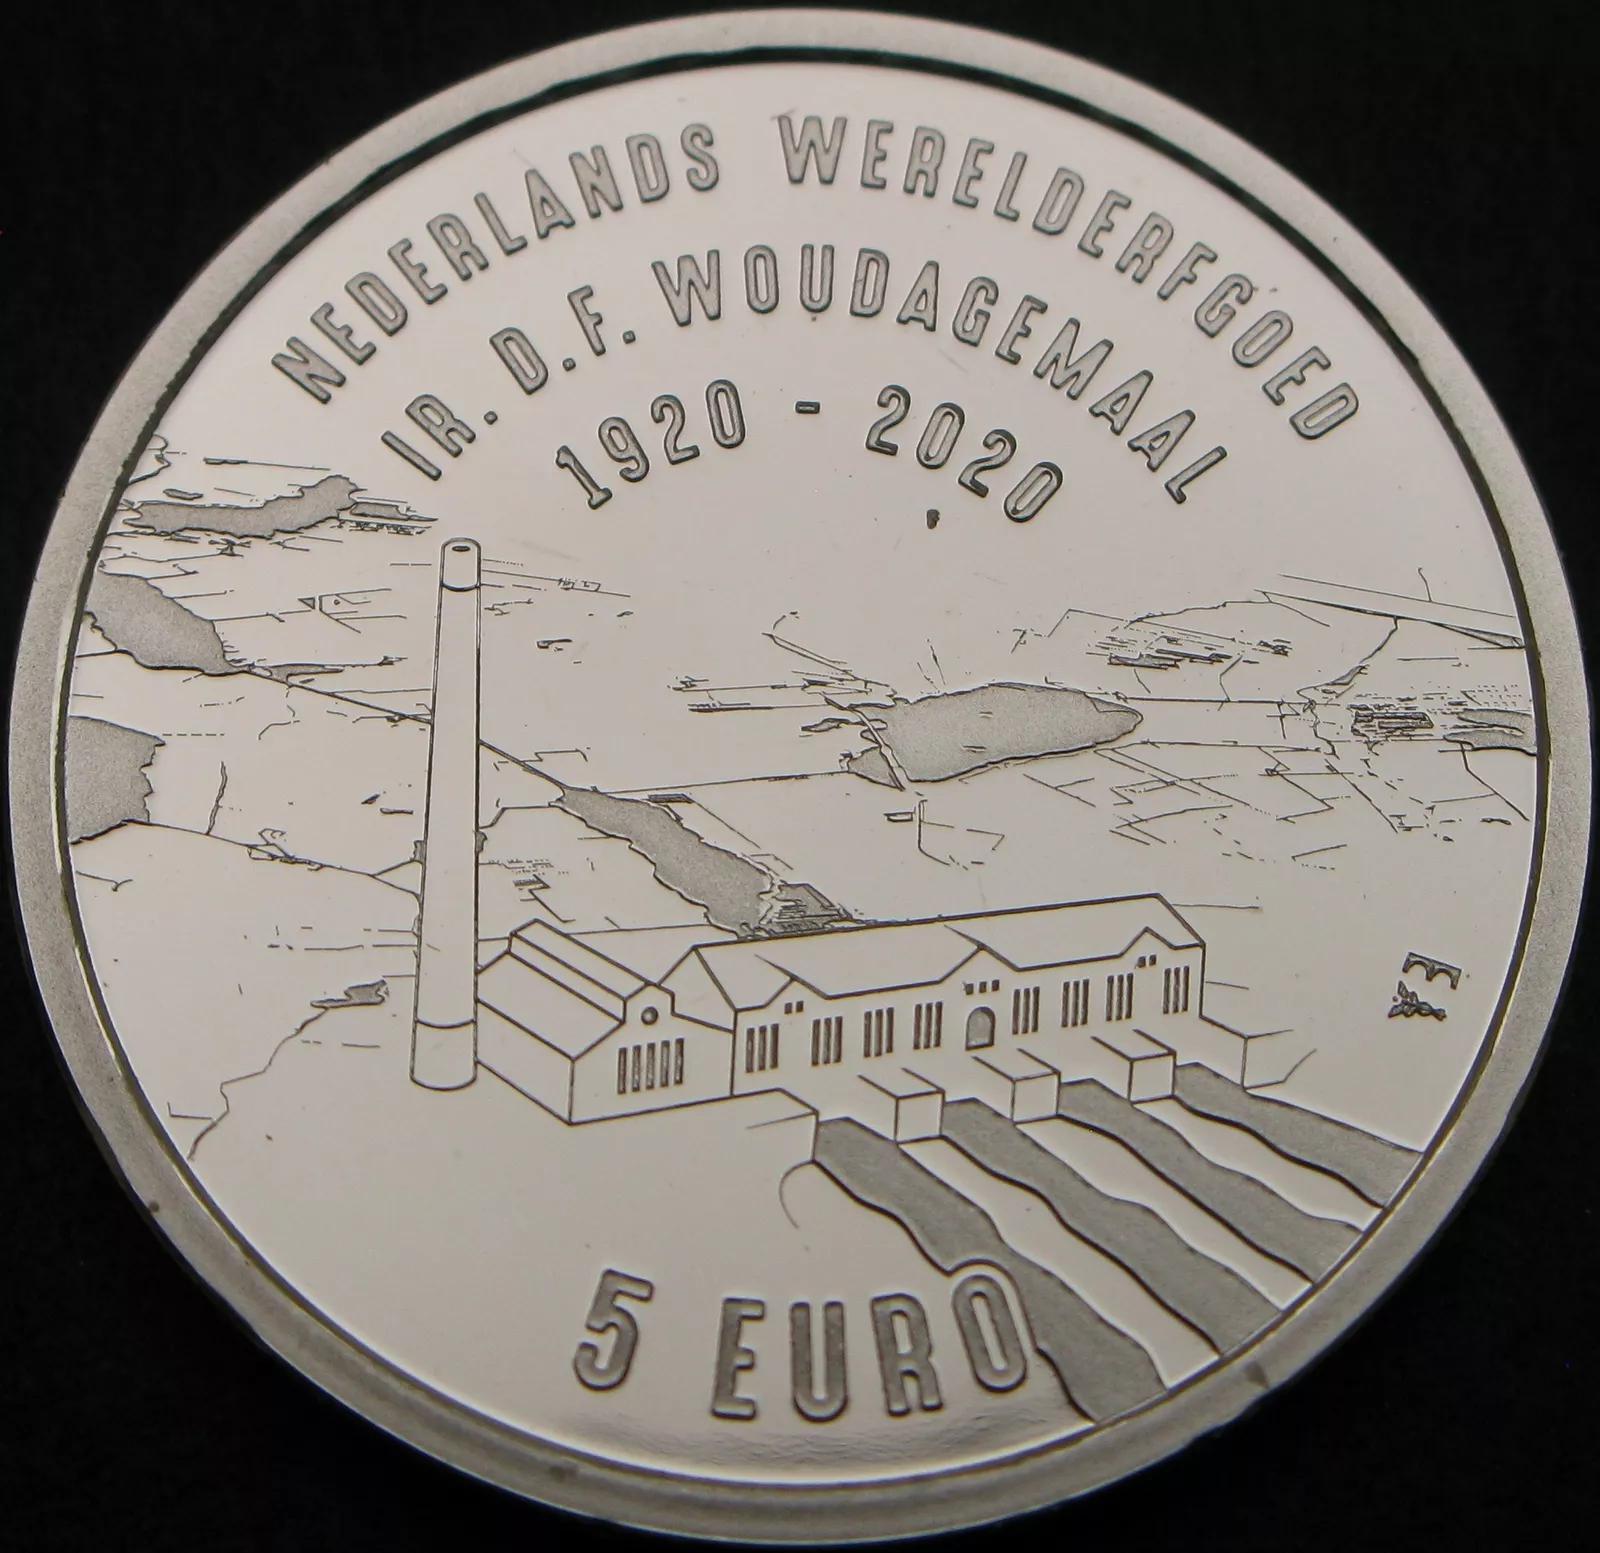 NEDERLANDS WERELDERFGOED
IR. D.F. WOUDAGEMAAL
1920 - 2020
5 EURO